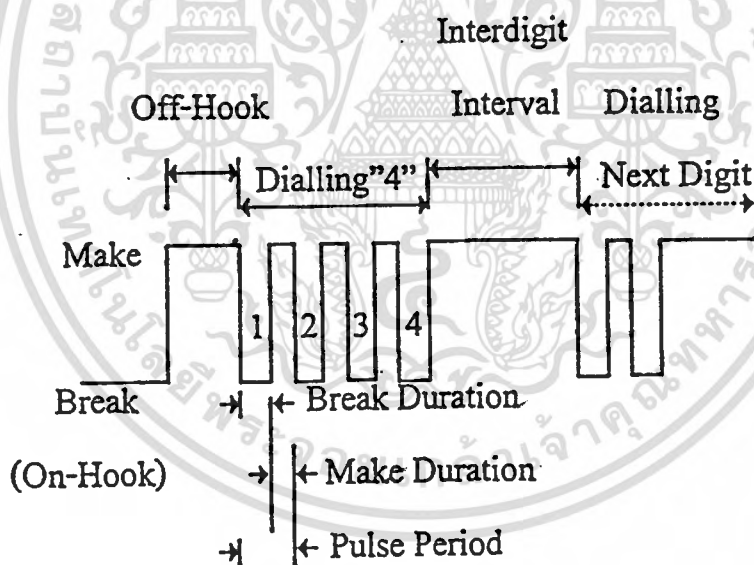 Interdigit
Off-Hook Interval Dialling
Dialling"4" Next Digit
Make
1 2 3 4
Break Break Duration
(On-Hook) Make Duration
Pulse Period